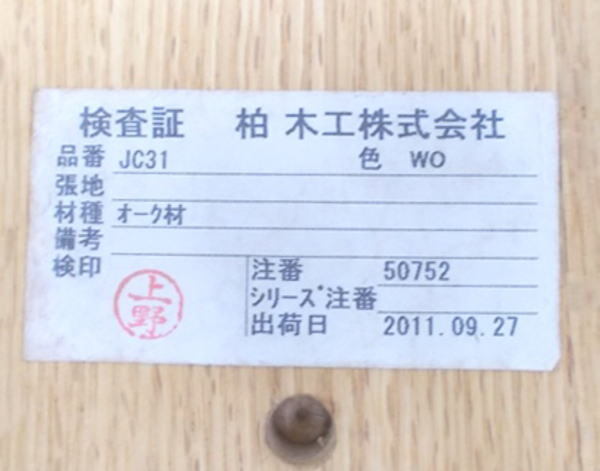 検査証 柏木工株式会社
品番 JC31 色 WO
張地
材種 オーク材
備考
検印 注番 50752
上野
シリーズ注番
出荷日 2011.09.27